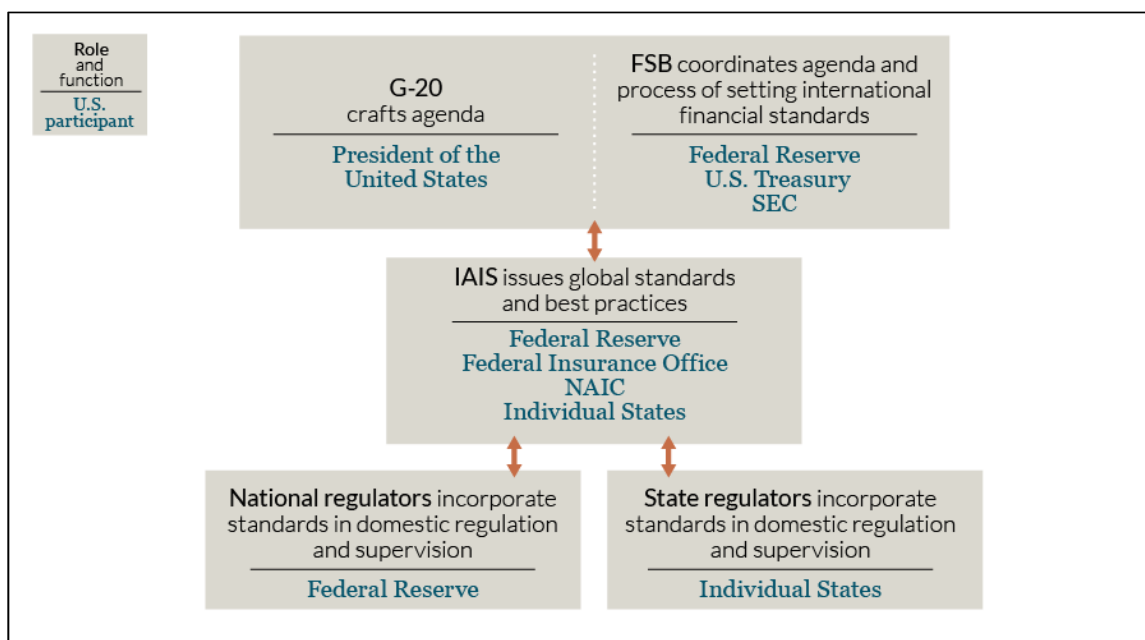 Role
and
function
U.S.
participant
G-20
crafts agenda
President of the
United States
FSB coordinates agenda and
process of setting international
financial standards
Federal Reserve
U.S. Treasury
SEC
IAIS issues global standards
and best practices
Federal Reserve
Federal Insurance Office
NAIC
Individual States
National regulators incorporate
standards in domestic regulation
and supervision
Federal Reserve
State regulators incorporate
standards in domestic regulation
and supervision
Individual States